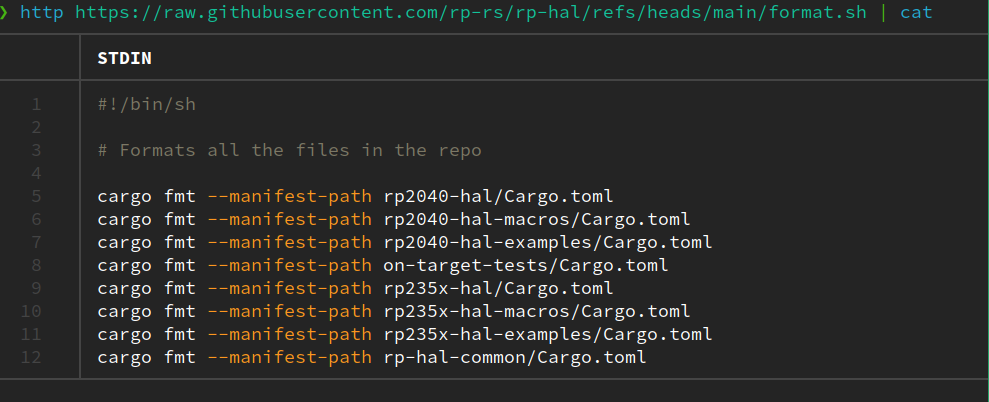 ❯ http https://raw.githubusercontent.com/rp-rs/rp-hal/refs/heads/main/format.sh | cat
STDIN
1 #!/bin/sh
2
3 # Formats all the files in the repo
4
5 cargo fmt --manifest-path rp2040-hal/Cargo.toml
6 cargo fmt --manifest-path rp2040-hal-macros/Cargo.toml
7 cargo fmt --manifest-path rp2040-hal-examples/Cargo.toml
8 cargo fmt --manifest-path on-target-tests/Cargo.toml
9 cargo fmt --manifest-path rp235x-hal/Cargo.toml
10 cargo fmt --manifest-path rp235x-hal-macros/Cargo.toml
11 cargo fmt --manifest-path rp235x-hal-examples/Cargo.toml
12 cargo fmt --manifest-path rp-hal-common/Cargo.toml